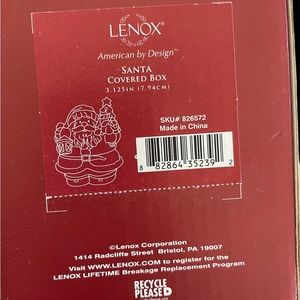 LENOX®
American by Design™
SANTA
COVERED BOX
3.125IN (7.94CM)
SKU# 826572
Made in China
8 82864 35239 2
©Lenox Corporation
1414 Radcliffe Street Bristol, PA 19007
Visit WWW.LENOX.COM to register for the
LENOX LIFETIME Breakage Replacement Program
RECYCLE
PLEASE